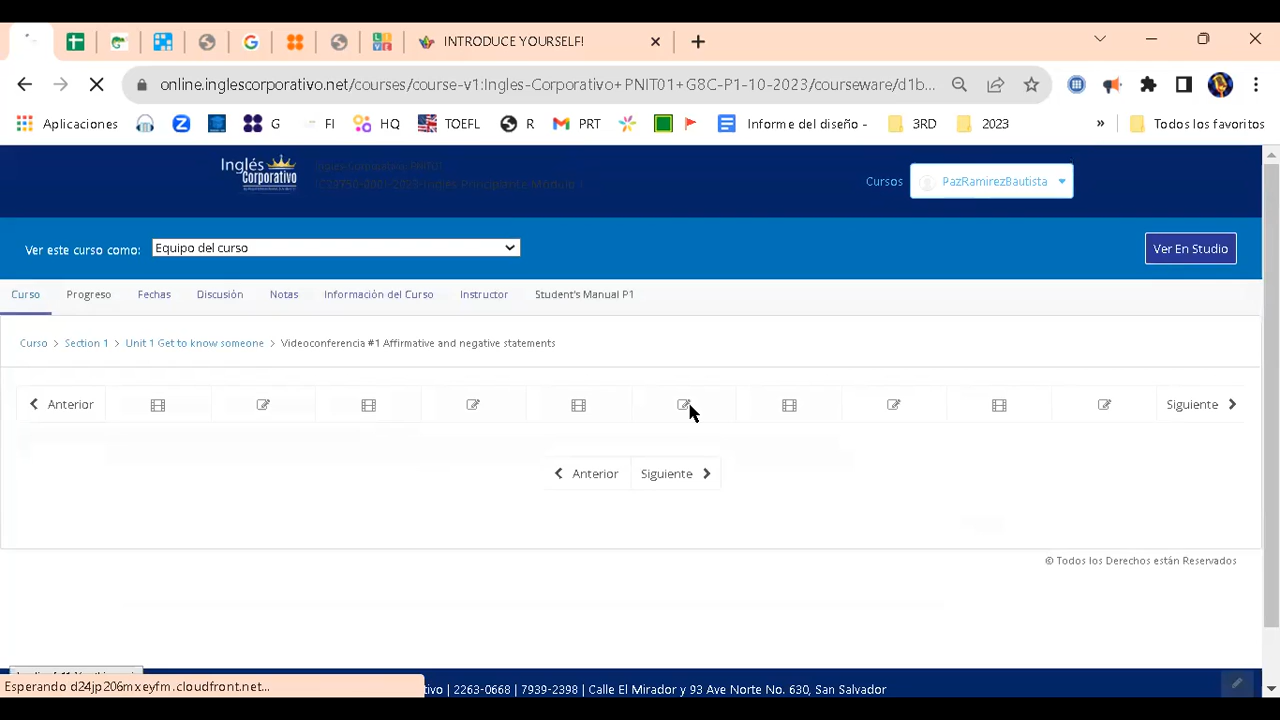 INTRODUCE YOURSELF!
online.inglescorporativo.net/courses/course-v1:Ingles-Corporativo+PNIT01+G8C-P1-10-2023/courseware/d1b...
Aplicaciones G FI HQ TOEFL R PRT Informe del diseño - 3RD 2023 » Todos los favoritos
Inglés Corporativo
Cursos PazRamirezBautista
Ver este curso como: Equipo del curso Ver En Studio
Curso Progreso Fechas Discusión Notas Información del Curso Instructor Student's Manual P1
Curso > Section 1 > Unit 1 Get to know someone > Videoconferencia #1 Affirmative and negative statements
Anterior Siguiente
Anterior Siguiente
© Todos los Derechos están Reservados
Esperando d24jp206mxeyfm.cloudfront.net...
| 2263-0668 | 7939-2398 | Calle El Mirador y 93 Ave Norte No. 630, San Salvador